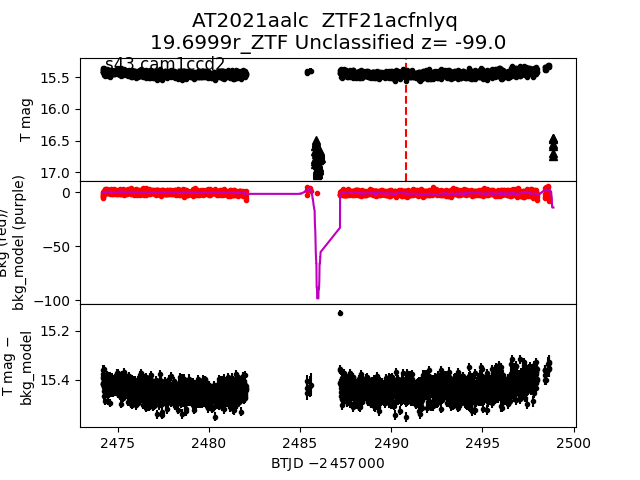 AT2021aalc  ZTF21acfnlyq
19.6999r_ZTF Unclassified z= -99.0
s43 cam1ccd2
15.5
16.0
16.5
17.0
T mag
0
−50
−100
Bkg (red)/
bkg_model (purple)
15.2
15.4
T mag −
bkg_model
2475
2480
2485
2490
2495
2500
BTJD −2 457 000